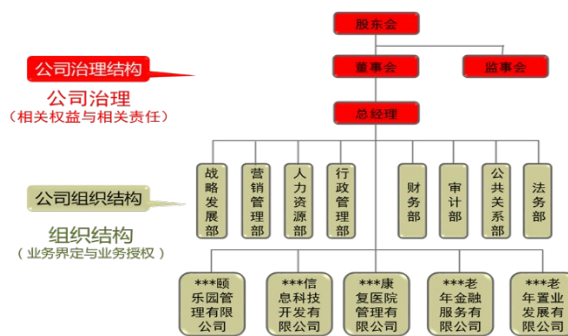 股东会
公司治理结构
董事会
监事会
公司治理
（相关权益与相关责任）
总经理
战略发展部
营销管理部
人力资源部
行政管理部
财务部
审计部
公共关系部
法务部
公司组织结构
组织结构
（业务界定与业务授权）
***颐
乐园管
理有限
公司
***信
息科技
开发有
限公司
***康
复医院
管理有
限公司
***老
年金融
服务有
限公司
***老
年置业
发展有
限公司